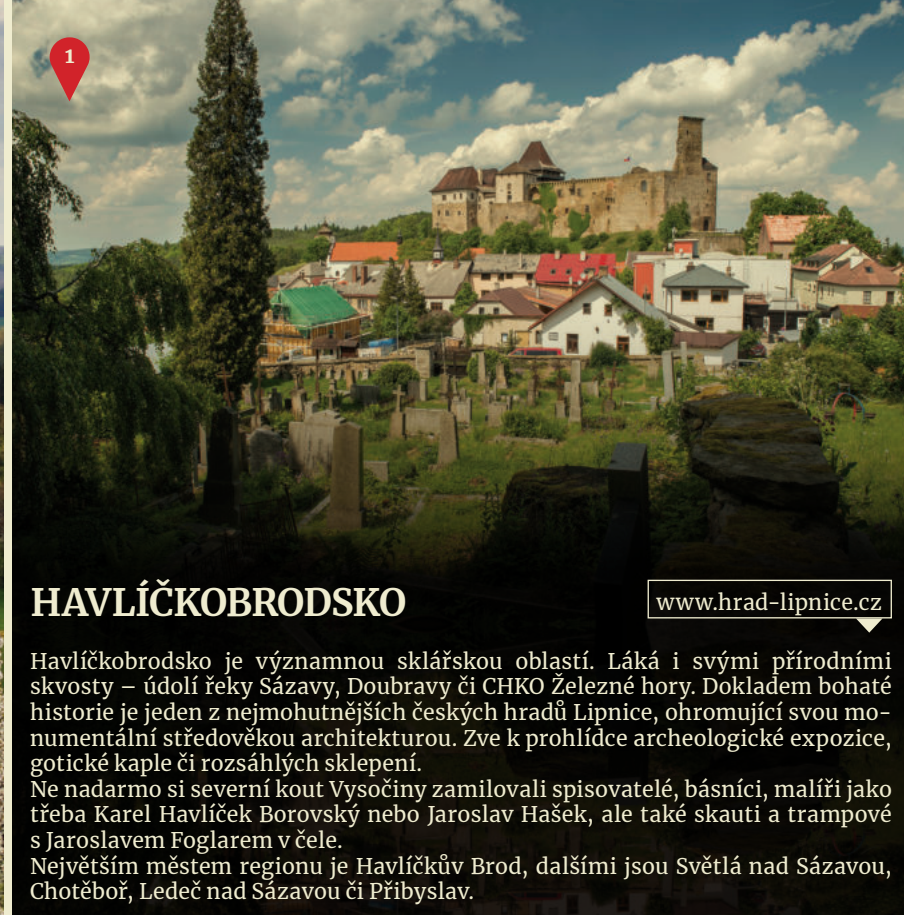 1
HAVLÍČKOBRODSKO
www.hrad-lipnice.cz
Havlíčkobrodsko je významnou sklářskou oblastí. Láká i svými přírodními
skvosty – údolí řeky Sázavy, Doubravy či CHKO Železné hory. Dokladem bohaté
historie je jeden z nejmohutnějších českých hradů Lipnice, ohromující svou mo-
numentální středověkou architekturou. Zve k prohlídce archeologické expozice,
gotické kaple či rozsáhlých sklepení.
Ne nadarmo si severní kout Vysočiny zamilovali spisovatelé, básníci, malíři jako
třeba Karel Havlíček Borovský nebo Jaroslav Hašek, ale také skauti a trampové
s Jaroslavem Foglarem v čele.
Největším městem regionu je Havlíčkův Brod, dalšími jsou Světlá nad Sázavou,
Chotěboř, Ledeč nad Sázavou či Přibyslav.